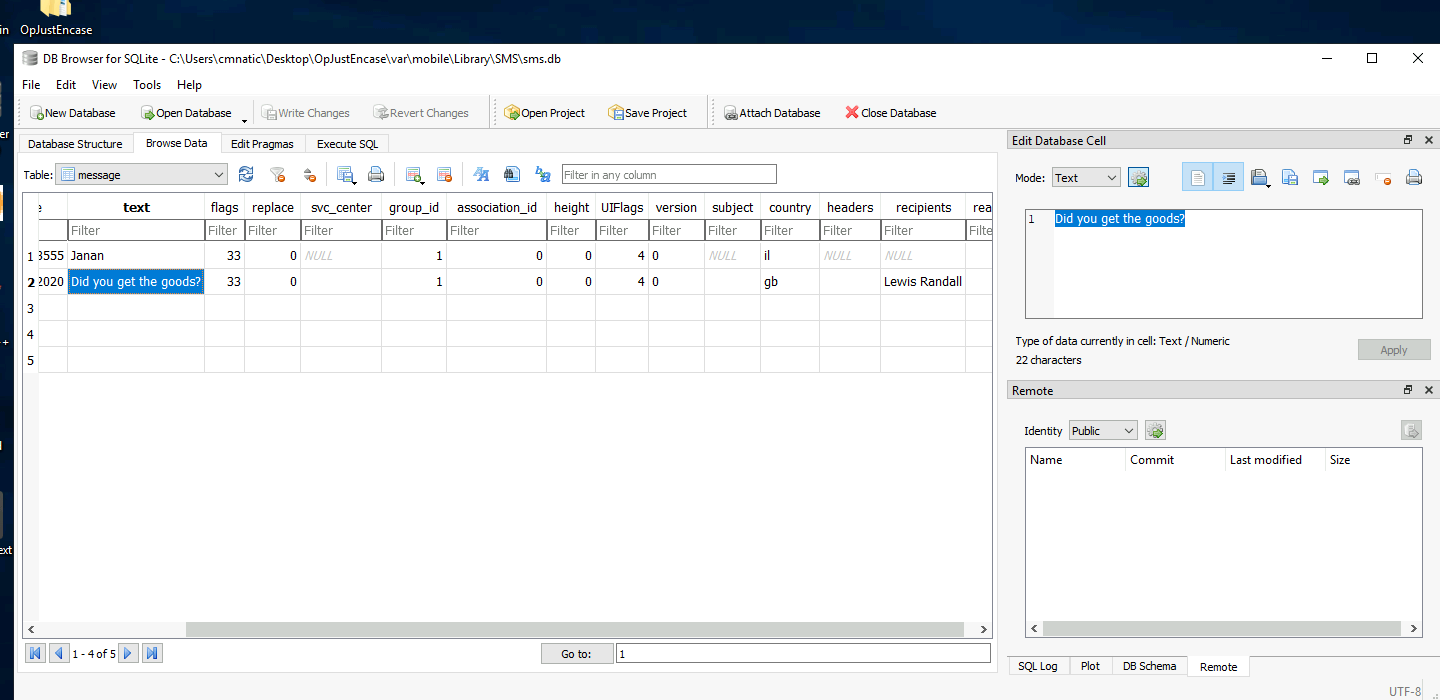 in OpJustEncase
DB Browser for SQLite - C:\Users\cmnatic\Desktop\OpJustEncase\var\mobile\Library\SMS\sms.db
File Edit View Tools Help
New Database Open Database Write Changes Revert Changes Open Project Save Project Attach Database Close Database
er
Database Structure Browse Data Edit Pragmas Execute SQL
Edit Database Cell
Table: message Filter in any column
Mode: Text
e text flags replace svc_center group_id association_id height UIFlags version subject country headers recipients rea
Filter Filter Filter Filter Filter Filter Filter Filter Filter Filter Filter Filter Filter Filte
1 3555 Janan 33 0 NULL 1 0 0 4 0 NULL il NULL NULL
2 2020 Did you get the goods? 33 0 1 0 0 4 0 gb Lewis Randall
3
4
5
1 Did you get the goods?
Type of data currently in cell: Text / Numeric
22 characters
Apply
Remote
Identity Public
Name Commit Last modified Size
++
ext
1 - 4 of 5 Go to: 1
SQL Log Plot DB Schema Remote
UTF-8